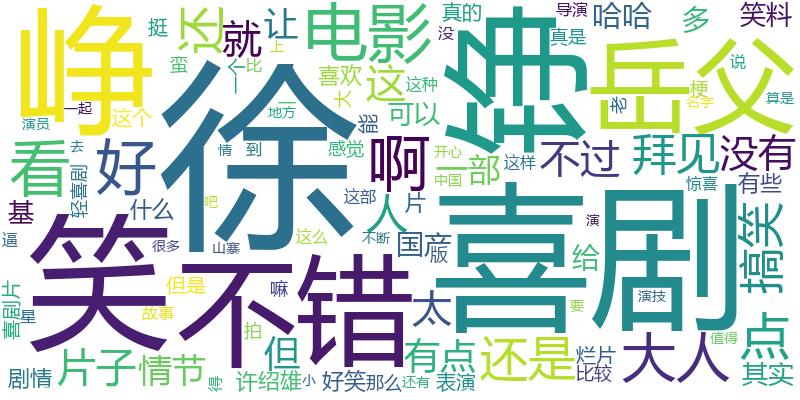 峥
还
就
挺
让
电影
真的
没
导演
哈哈
多
笑料
真是
铮
岳父
上
蛮
一个
比
喜欢
大
这
这种
梗
老
说
名字
算是
一起
这个
演员
徐
地方
能
可以
看
好
去
情
到
感觉
啊
开心
中国
一部
这样
不过
拜见
没有
惊喜
有些
轻喜剧
什么
基
逼
吧
很多
山寨
这部
人
片
这么
不断
国产
版
喜剧
演
给
搞笑
笑
不错
但是
喜剧片
星
故事
嘛
拍
太
要
演技
点
值得
片子
情节
但
有点
还是
烂片
比较
大人
其实
剧情
得
许绍雄
小
好笑
那么
还有
表演